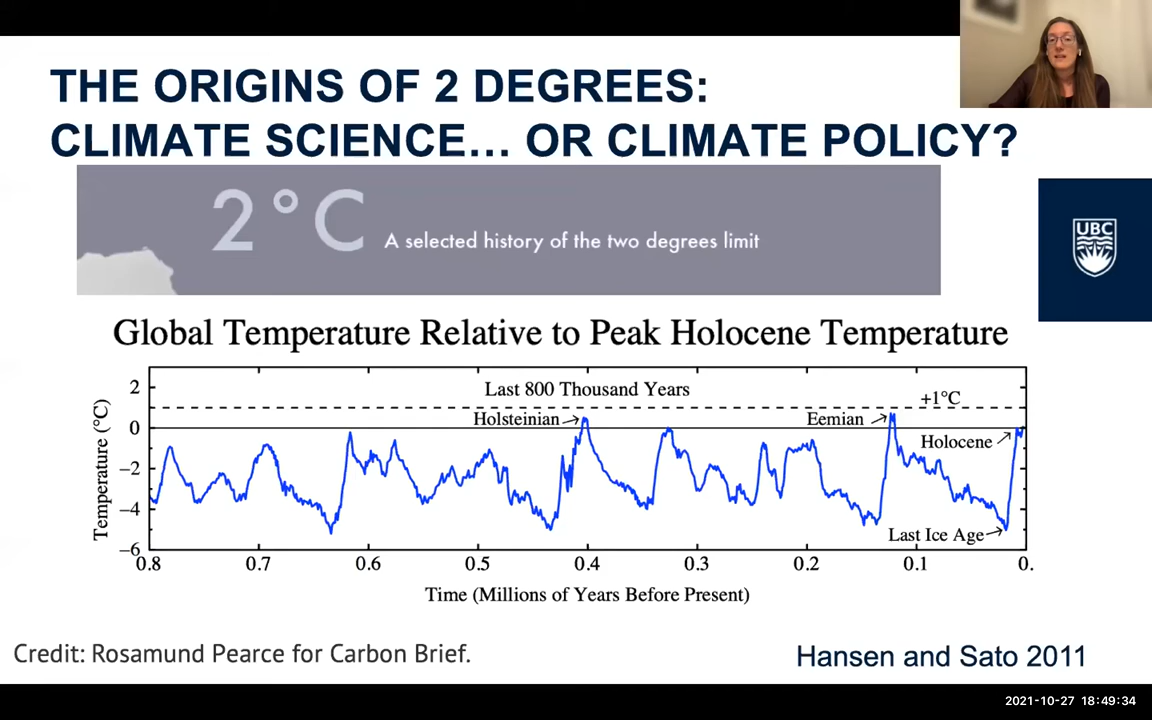 THE ORIGINS OF 2 DEGREES:
CLIMATE SCIENCE... OR CLIMATE POLICY?
2°C A selected history of the two degrees limit
UBC
Global Temperature Relative to Peak Holocene Temperature
Last 800 Thousand Years
+1°C
Holsteinian
Eemian
Holocene
Last Ice Age
Temperature (°C)
2
0
−2
−4
−6
0.8 0.7 0.6 0.5 0.4 0.3 0.2 0.1 0.
Time (Millions of Years Before Present)
Credit: Rosamund Pearce for Carbon Brief.
Hansen and Sato 2011
2021-10-27 18:49:34